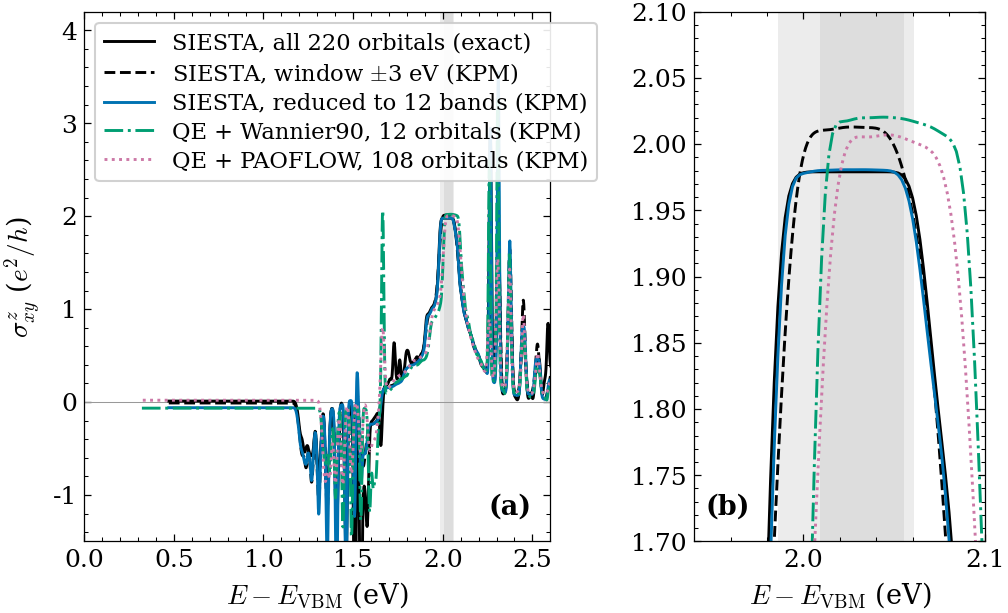 SIESTA, all 220 orbitals (exact)
SIESTA, window ±3 eV (KPM)
SIESTA, reduced to 12 bands (KPM)
QE + Wannier90, 12 orbitals (KPM)
QE + PAOFLOW, 108 orbitals (KPM)
4
3
2
1
0
-1
σ^z_xy (e²/h)
0.0 0.5 1.0 1.5 2.0 2.5
E − E_VBM (eV)
(a)
2.10
2.05
2.00
1.95
1.90
1.85
1.80
1.75
1.70
(b)
2.0 2.1
E − E_VBM (eV)